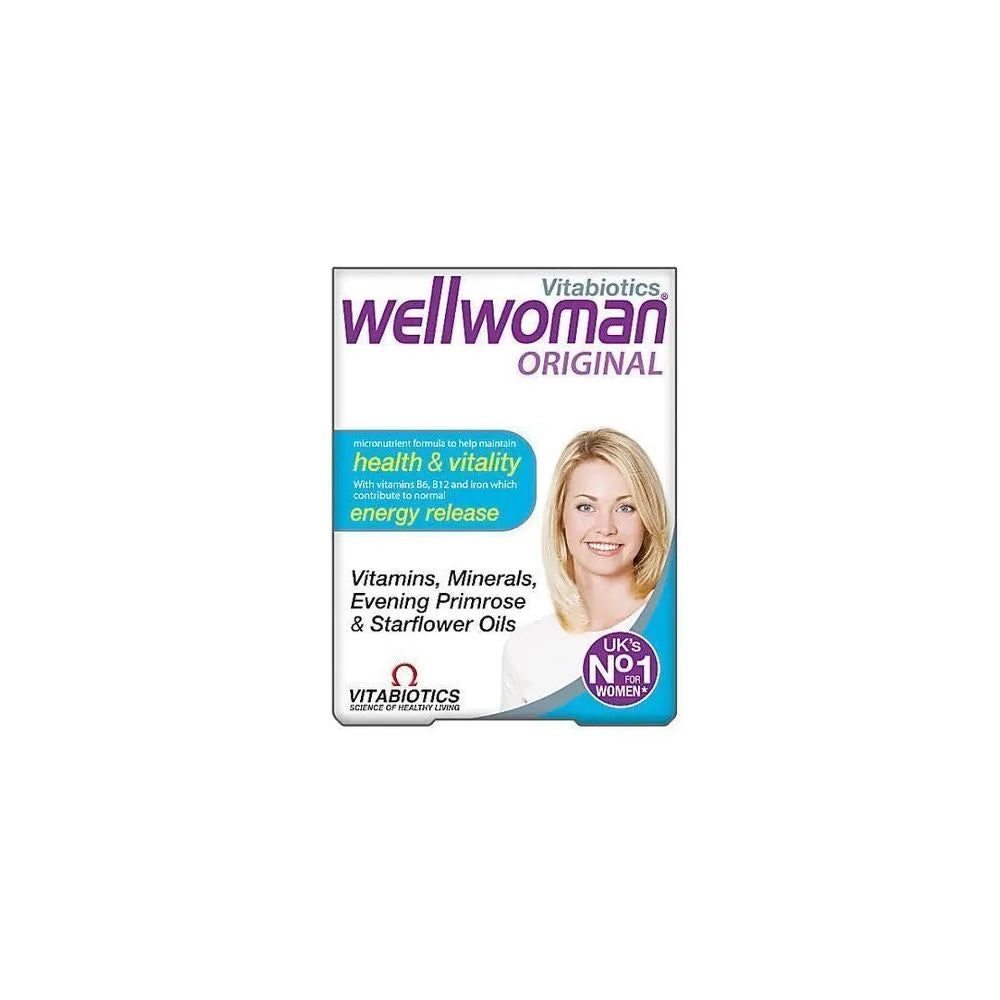 Vitabiotics
wellwoman®
ORIGINAL
micronutrient formula to help maintain
health & vitality
With vitamins B6, B12 and iron which
contribute to normal
energy release
Vitamins, Minerals,
Evening Primrose
& Starflower Oils
VITABIOTICS
SCIENCE OF HEALTHY LIVING
UK's
Nº1
FOR
WOMEN*